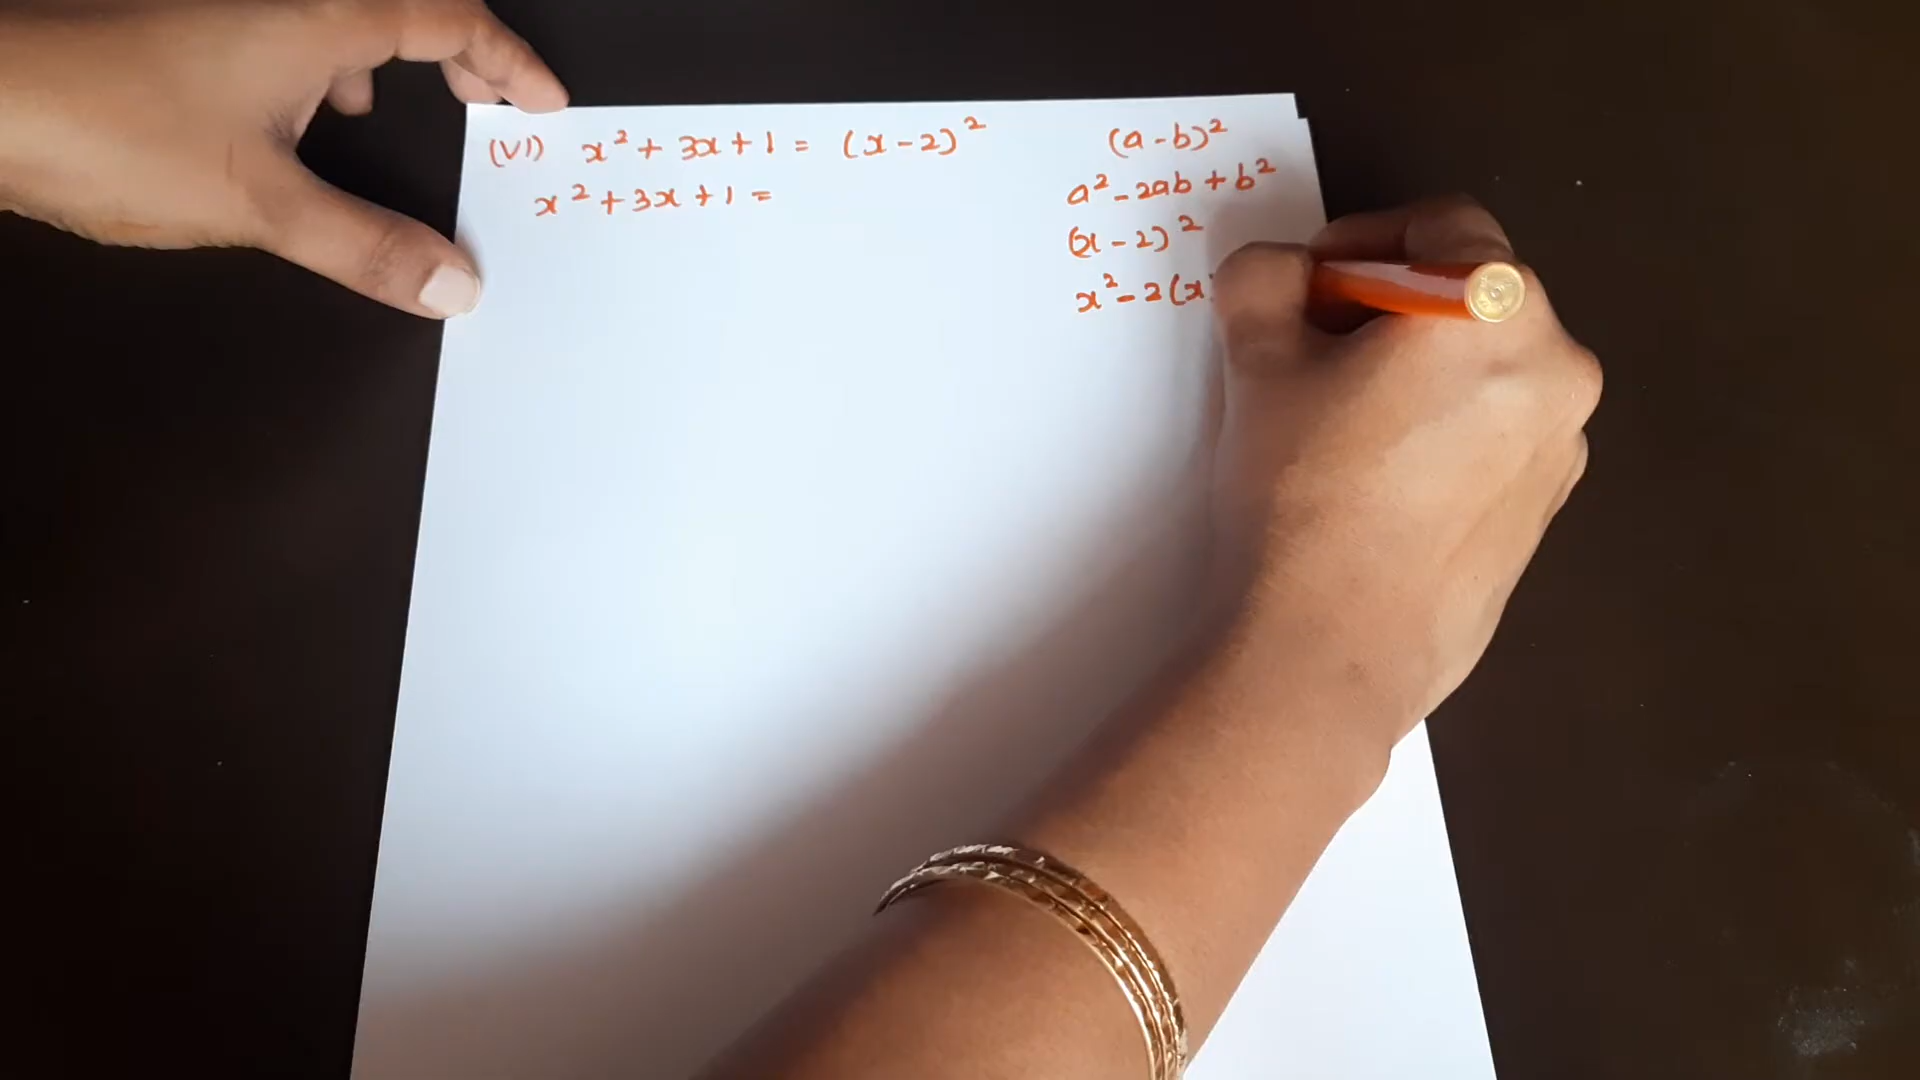 (VI) x² + 3x + 1 = (x - 2)²
x² + 3x + 1 =
(a - b)²
a² - 2ab + b²
(x - 2)²
x² - 2(x)